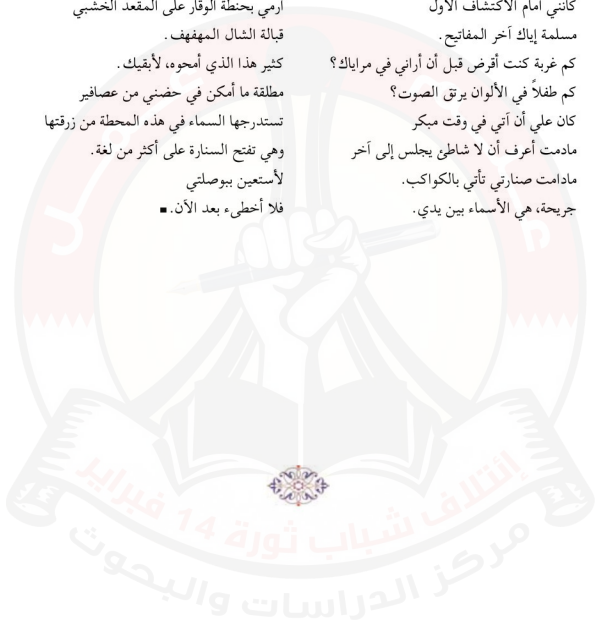 كأنني أمام الاكتشاف الأول
مسلمة إياك آخر المفاتيح.
كم غربة كنت أقرض قبل أن أراني في مراياك؟
كم طفلاً في الألوان يرتق الصوت؟
كان علي أن آتي في وقت مبكر
مادمت أعرف أن لا شاطئ يجلس إلى آخر
مادامت صنارتي تأتي بالكواكب.
جريحة، هي الأسماء بين يدي.
أرمي بحنطة الوقار على المقعد الخشبي
قبالة الشال المهفهف.
كثير هذا الذي أمحوه، لأبقيك.
مطلقة ما أمكن في حضني من عصافير
تستدرجها السماء في هذه المحطة من زرقتها
وهي تفتح السنارة على أكثر من لغة.
لأستعين ببوصلتي
فلا أخطىء بعد الآن. ■
إئتلاف شباب ثورة 14 فبراير
مركز الدراسات والبحوث